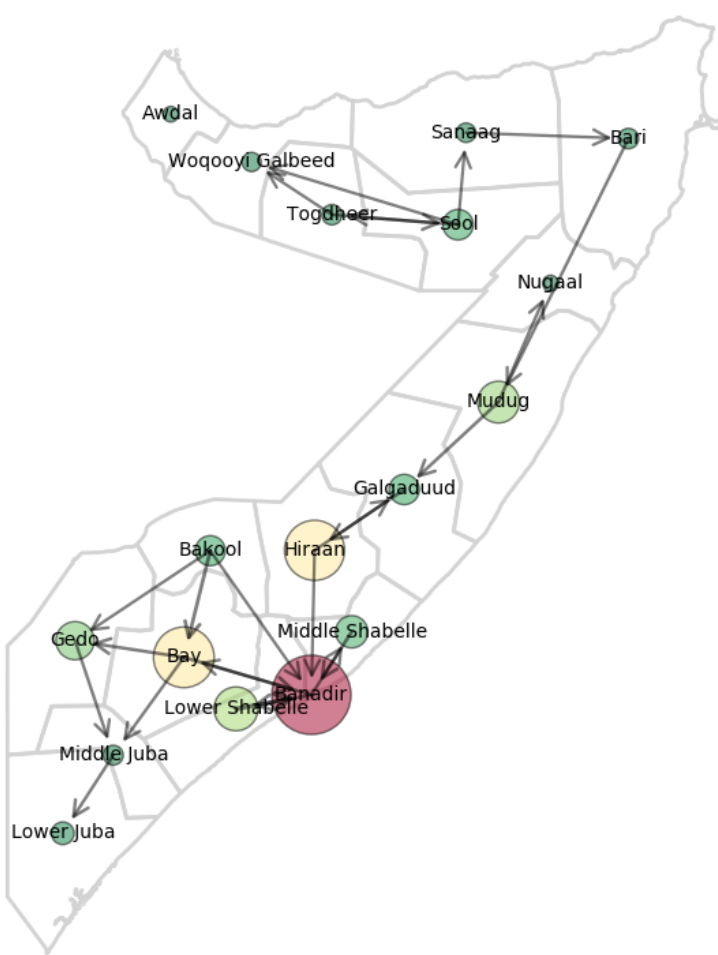 Awdal
Sanaag
Bari
Woqooyi Galbeed
Togdheer
Sool
Nugaal
Mudug
Galgaduud
Hiraan
Bakool
Middle Shabelle
Gedo
Bay
Banadir
Lower Shabelle
Middle Juba
Lower Juba